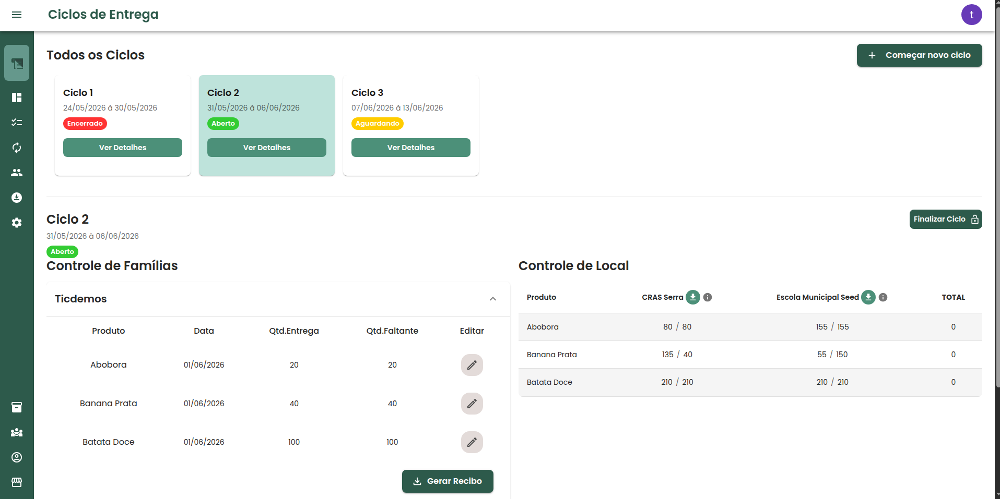 Ciclos de Entrega
t
Todos os Ciclos
Começar novo ciclo
Ciclo 1
24/05/2026 à 30/05/2026
Encerrado
Ver Detalhes
Ciclo 2
31/05/2026 à 06/06/2026
Aberto
Ver Detalhes
Ciclo 3
07/06/2026 à 13/06/2026
Aguardando
Ver Detalhes
Ciclo 2
Finalizar Ciclo
31/05/2026 à 06/06/2026
Aberto
Controle de Famílias
Ticdemos
Produto Data Qtd.Entrega Qtd.Faltante Editar
Abobora 01/06/2026 20 20
Banana Prata 01/06/2026 40 40
Batata Doce 01/06/2026 100 100
Gerar Recibo
Controle de Local
Produto CRAS Serra Escola Municipal Seed TOTAL
Abobora 80 / 80 155 / 155 0
Banana Prata 135 / 40 55 / 150 0
Batata Doce 210 / 210 210 / 210 0